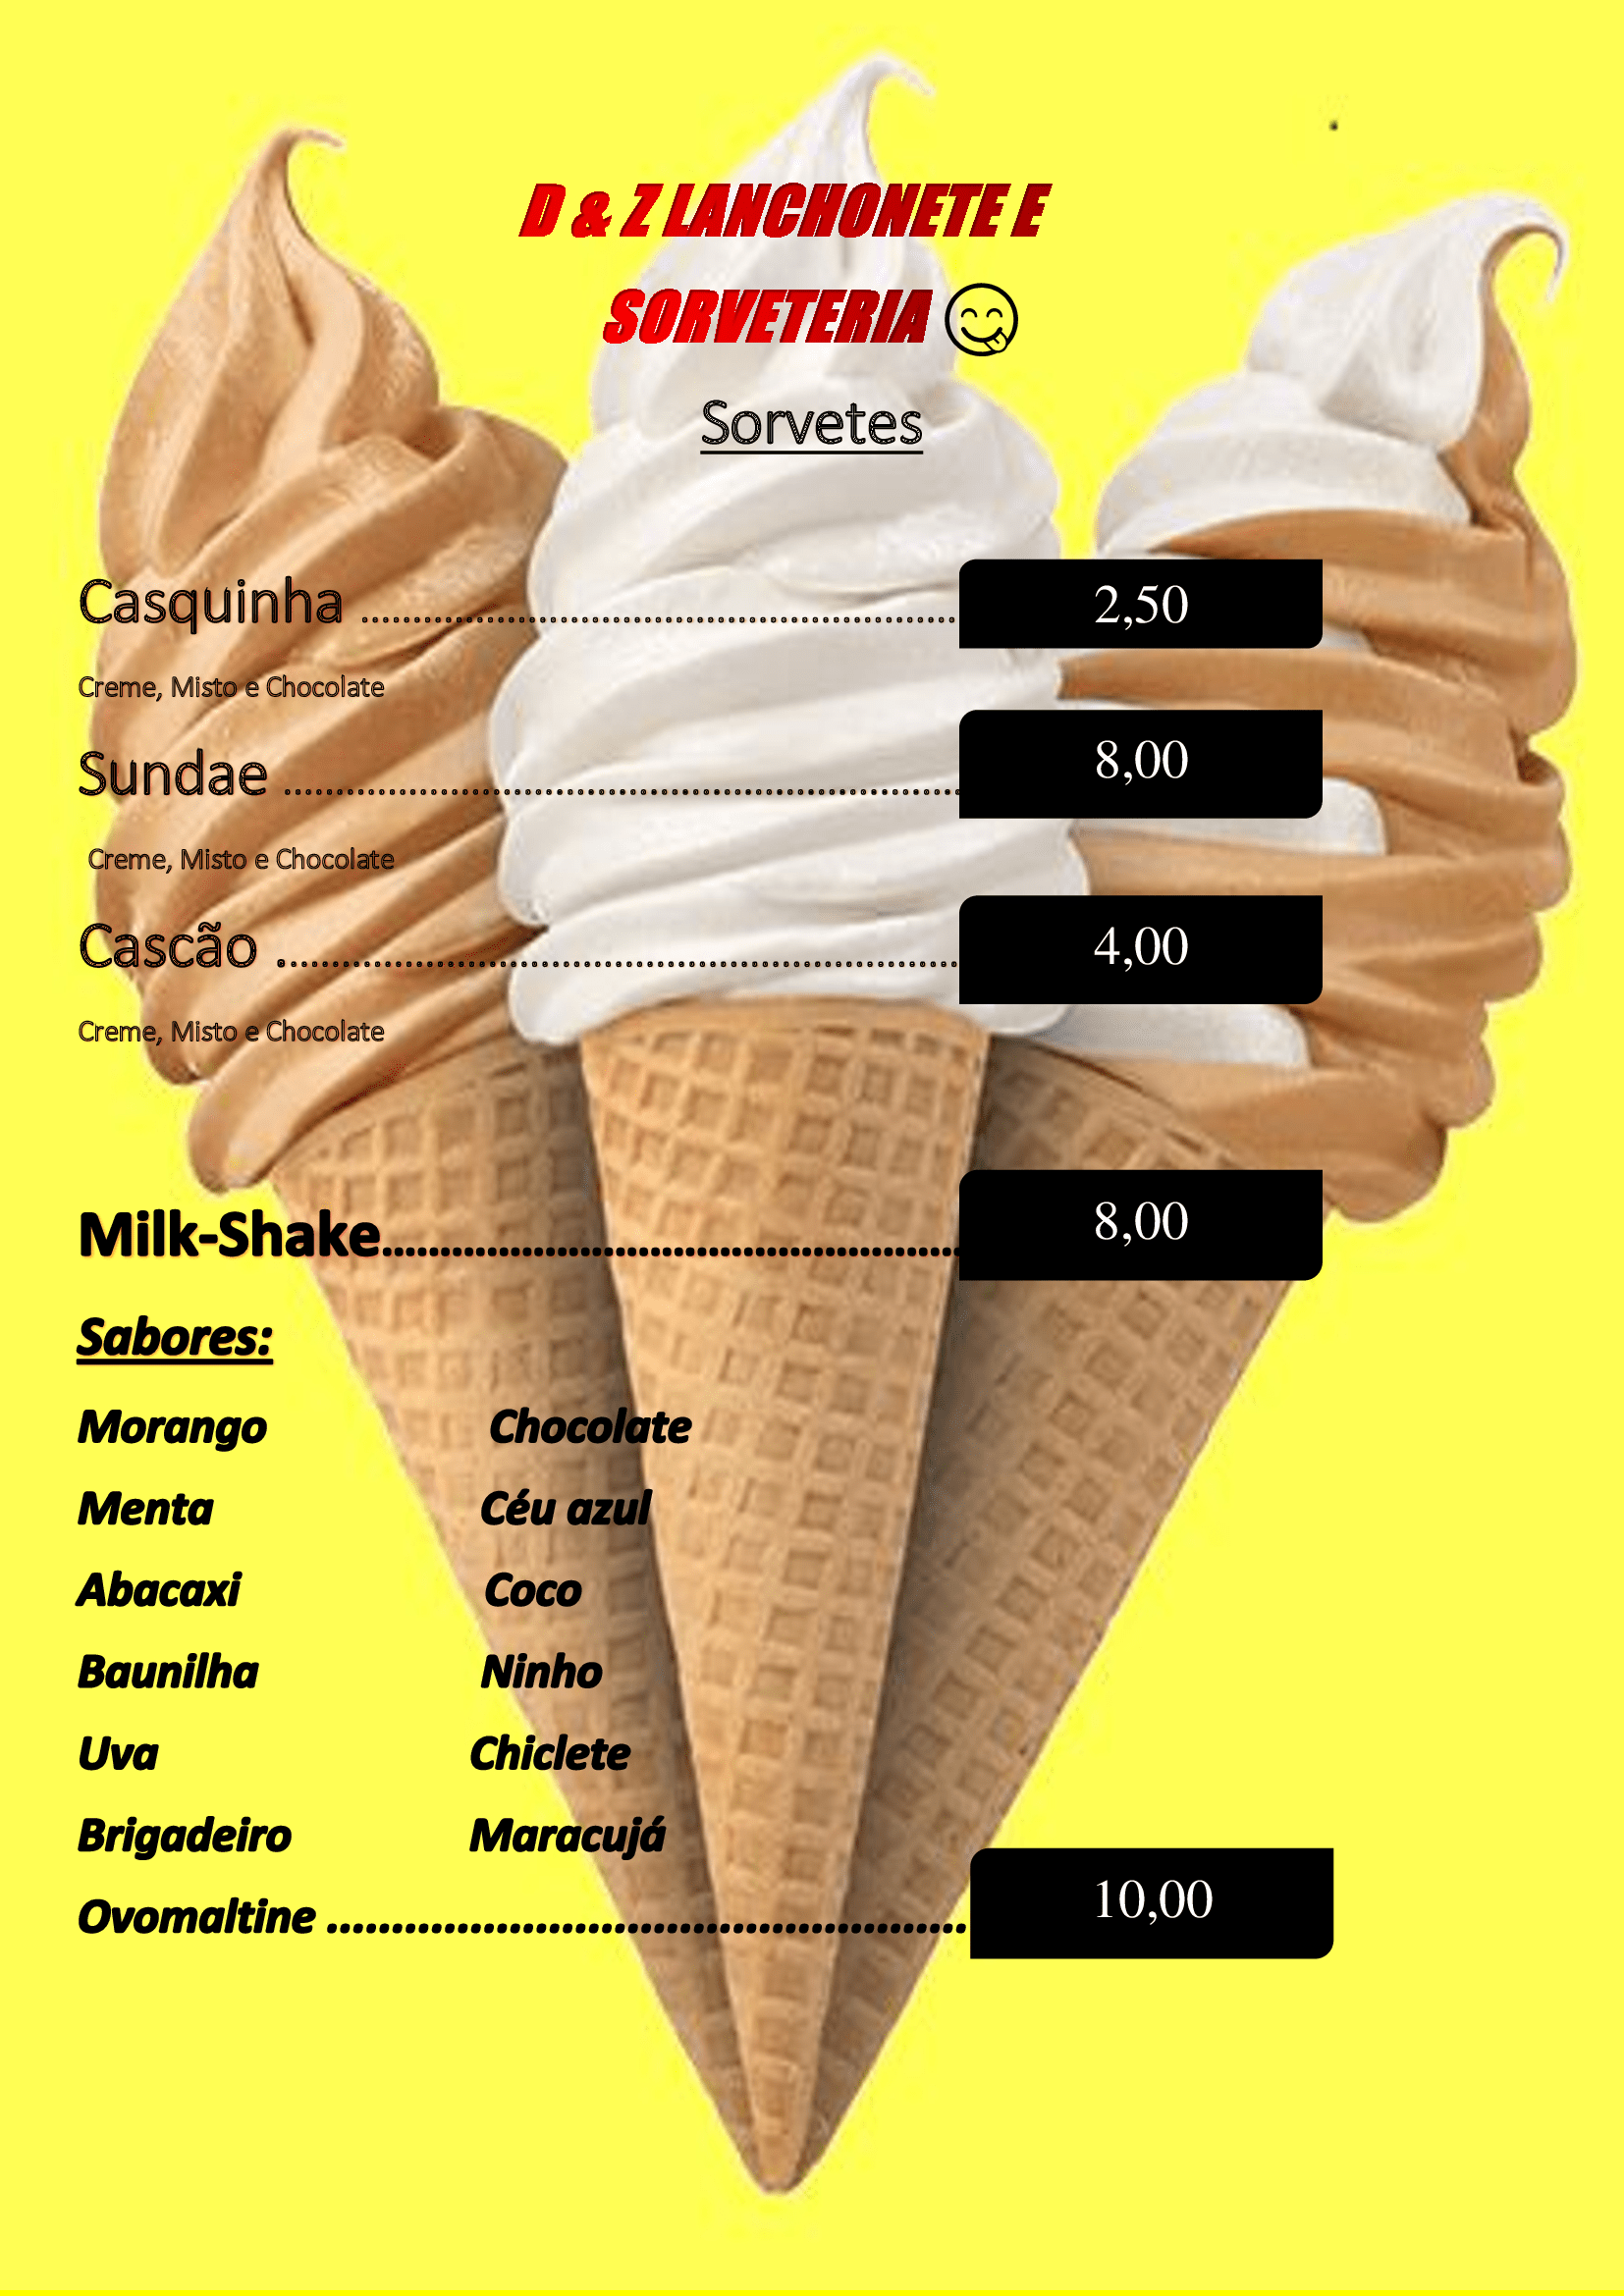 D & Z LANCHONETE E
SORVETERIA 😋
Sorvetes
Casquinha ........................................................ 2,50
Creme, Misto e Chocolate
Sundae ............................................................... 8,00
Creme, Misto e Chocolate
Cascão ................................................................ 4,00
Creme, Misto e Chocolate
Milk-Shake.................................................. 8,00
Sabores:
Morango Chocolate
Menta Céu azul
Abacaxi Coco
Baunilha Ninho
Uva Chiclete
Brigadeiro Maracujá
Ovomaltine ................................................ 10,00